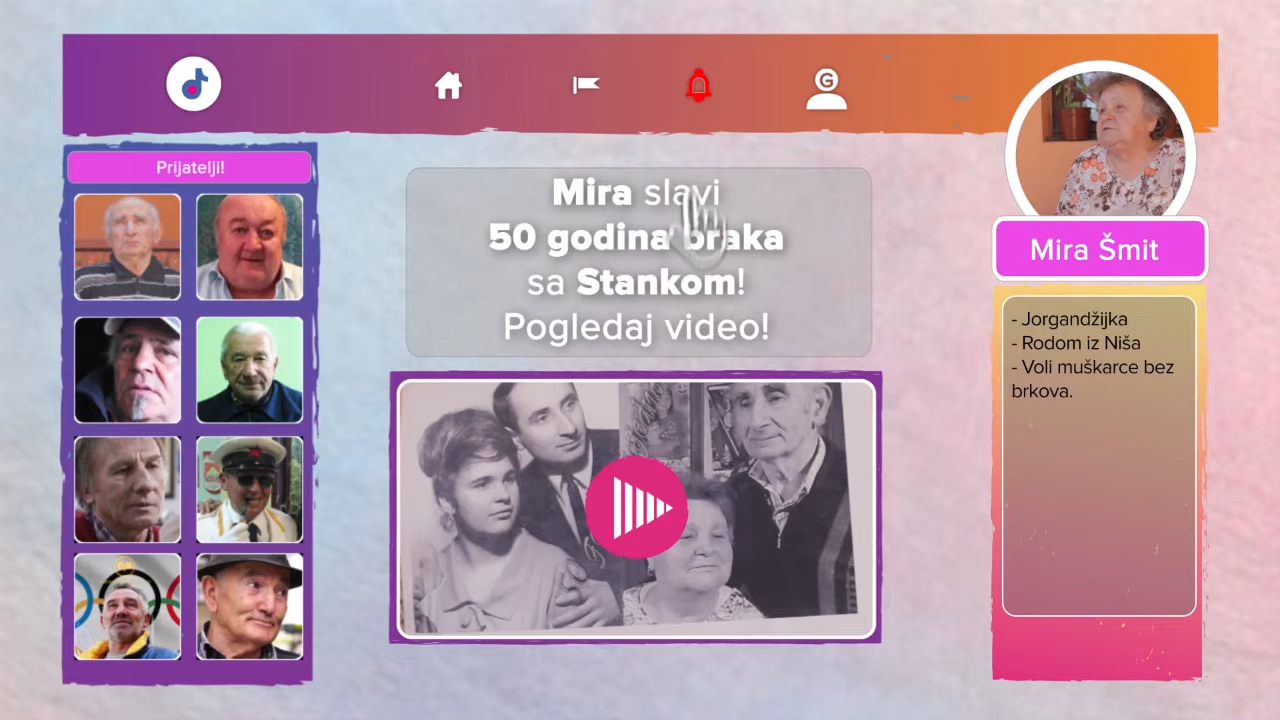 G
Prijatelji!
Mira slavi
50 godina braka
sa Stankom!
Pogledaj video!
Mira Šmit
- Jorgandžijka
- Rodom iz Niša
- Voli muškarce bez
brkova.